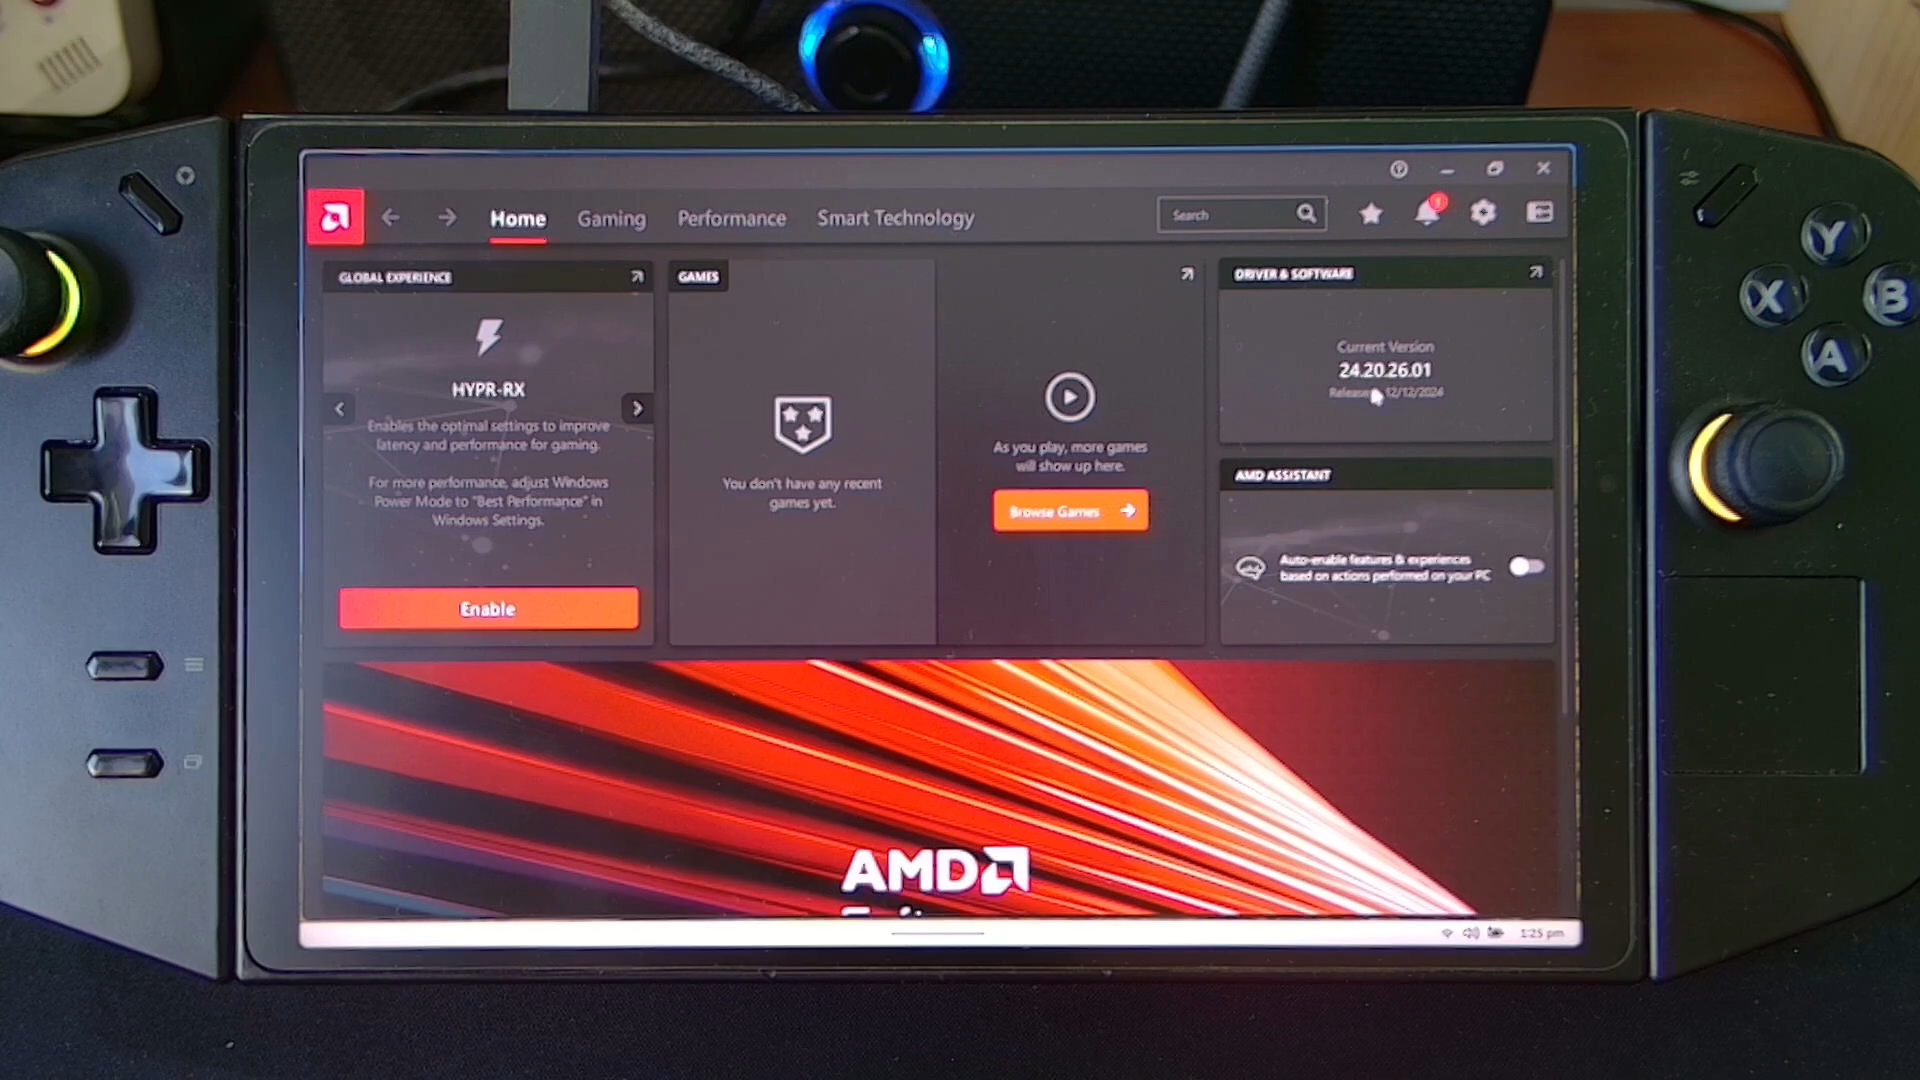 Home
Gaming
Performance
Smart Technology
Search
1
GLOBAL EXPERIENCE
HYPR-RX
Enables the optimal settings to improve
latency and performance for gaming.
For more performance, adjust Windows
Power Mode to "Best Performance" in
Windows Settings.
Enable
GAMES
You don't have any recent
games yet.
As you play, more games
will show up here.
Browse Games
DRIVER & SOFTWARE
Current Version
24.20.26.01
12/12/2024
AMD ASSISTANT
Auto-enable features & experiences
based on actions performed on your PC
AMD
1:25 pm
Y
X
B
A